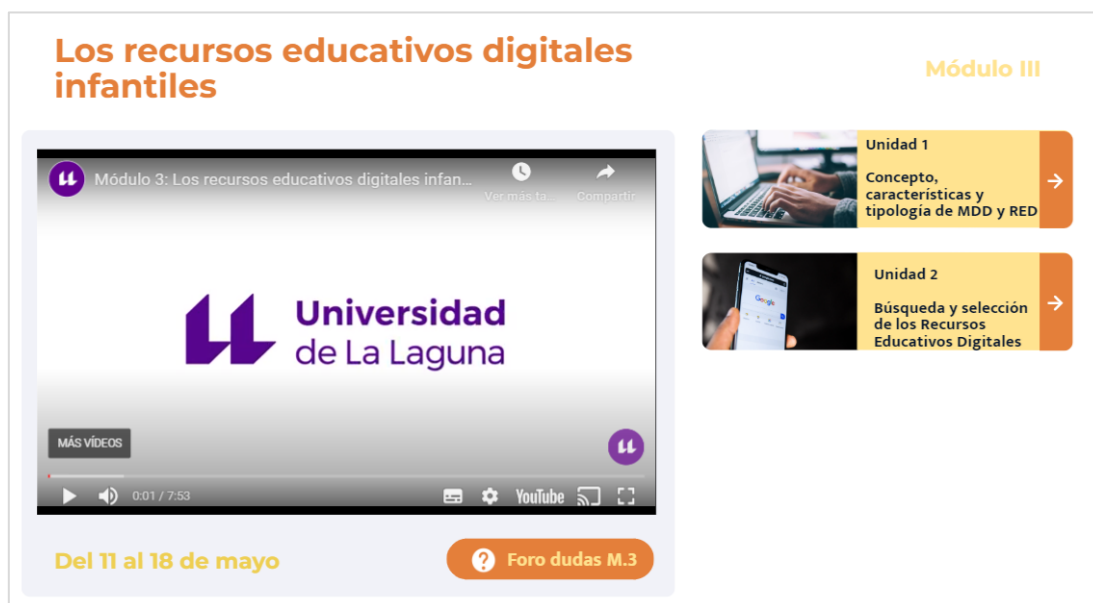 Los recursos educativos digitales
infantiles
Módulo III
Módulo 3: Los recursos educativos digitales infan...
Ver más ta...
Compartir
Universidad
de La Laguna
MÁS VÍDEOS
0:01 / 7:53
YouTube
Del 11 al 18 de mayo
Foro dudas M.3
Unidad 1
Concepto,
características y
tipología de MDD y RED
Google
Unidad 2
Búsqueda y selección
de los Recursos
Educativos Digitales